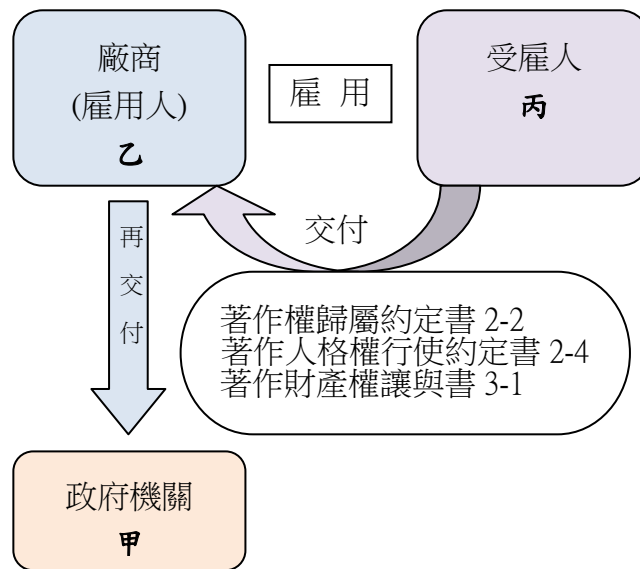 廠商
(雇用人)
乙
雇 用
受雇人
丙
交付
再交付
著作權歸屬約定書 2-2
著作人格權行使約定書 2-4
著作財產權讓與書 3-1
政府機關
甲